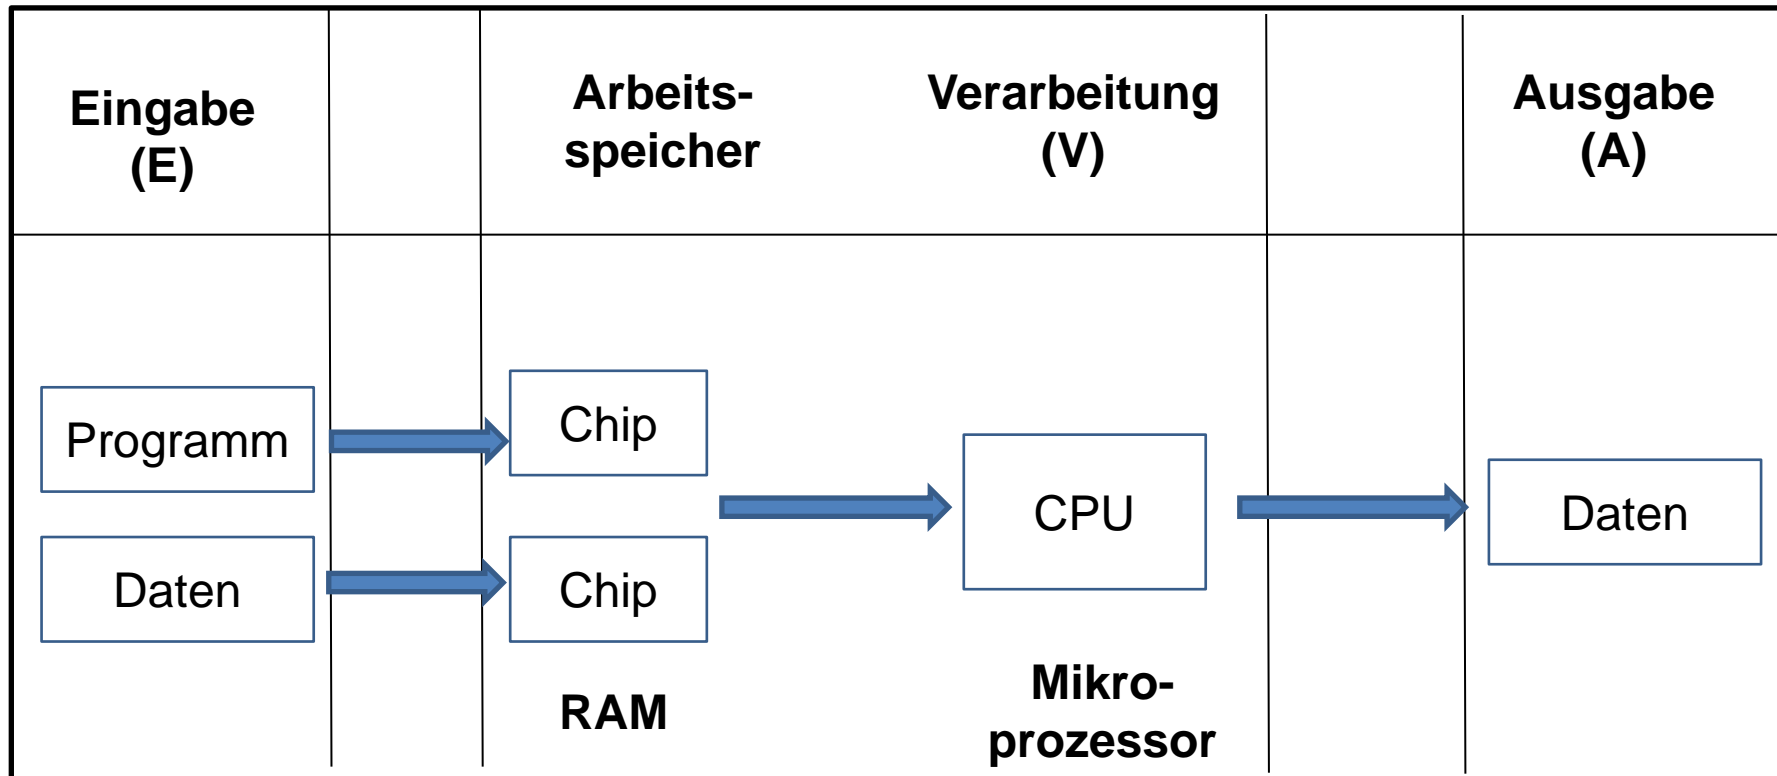 Eingabe
(E)
Arbeits-
speicher
Verarbeitung
(V)
Ausgabe
(A)
Programm
Daten
Chip
Chip
RAM
CPU
Mikro-
prozessor
Daten